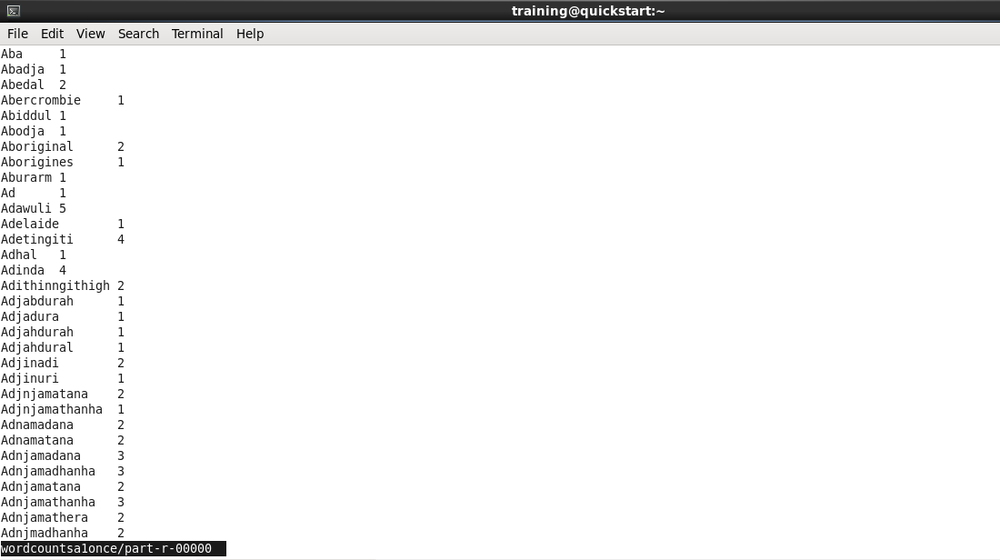 training@quickstart:~
File Edit View Search Terminal Help
Aba 1
Abadja 1
Abedal 2
Abercrombie 1
Abiddul 1
Abodja 1
Aboriginal 2
Aborigines 1
Aburarm 1
Ad 1
Adawuli 5
Adelaide 1
Adetingiti 4
Adhal 1
Adinda 4
Adithinngithigh 2
Adjabdurah 1
Adjadura 1
Adjahdurah 1
Adjahdural 1
Adjinadi 2
Adjinuri 1
Adjnjamatana 2
Adjnjamathanha 1
Adnamadana 2
Adnamatana 2
Adnjamadana 3
Adnjamadhanha 3
Adnjamatana 2
Adnjamathanha 3
Adnjamathera 2
Adnjmadhanha 2
wordcountsa1once/part-r-00000